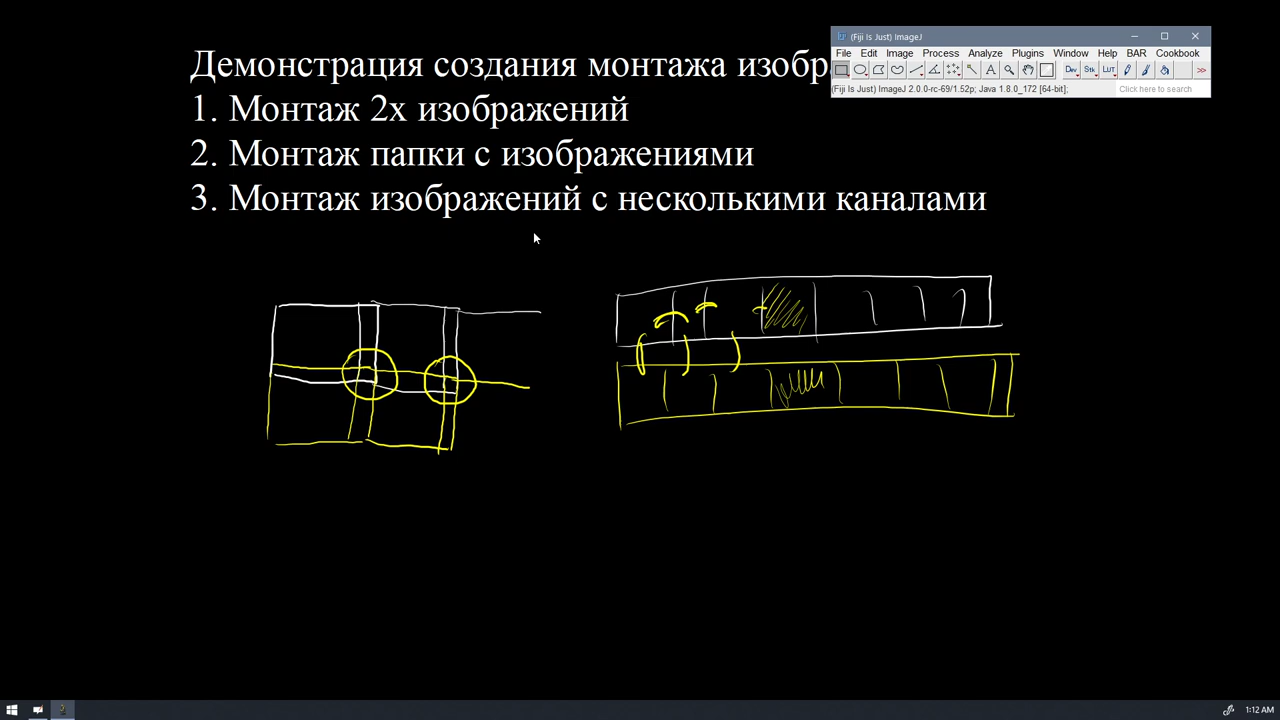 Демонстрация создания монтажа изобр
1. Монтаж 2х изображений
2. Монтаж папки с изображениями
3. Монтаж изображений с несколькими каналами
(Fiji Is Just) ImageJ
File Edit Image Process Analyze Plugins Window Help BAR Cookbook
Dev Stk LUT >>
(Fiji Is Just) ImageJ 2.0.0-rc-69/1.52p; Java 1.8.0_172 [64-bit]; Click here to search
1:12 AM